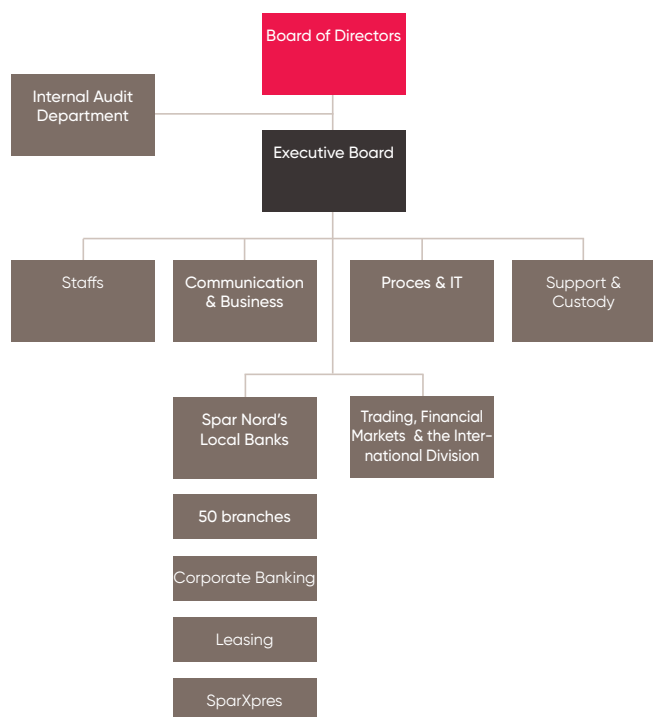 Board of Directors
Internal Audit
Department
Executive Board
Staffs
Communication
& Business
Proces & IT
Support &
Custody
Spar Nord's
Local Banks
Trading, Financial
Markets & the Inter-
national Division
50 branches
Corporate Banking
Leasing
SparXpres